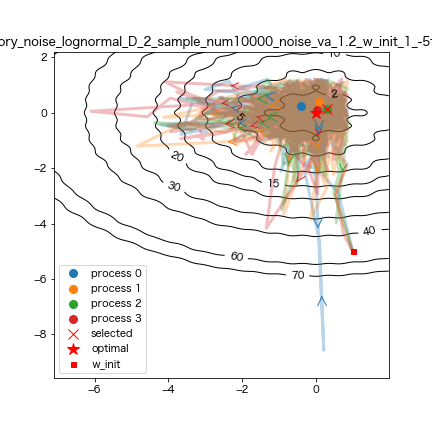 ory_noise_lognormal_D_2_sample_num10000_noise_va_1.2_w_init_1_-5
2
0
−2
−4
−6
−8
−6
−4
−2
0
10
2
5
20
15
30
40
60
70
process 0
process 1
process 2
process 3
selected
optimal
w_init